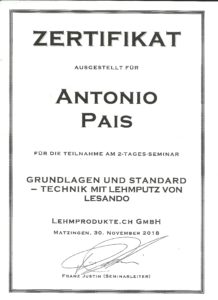 ZERTIFIKAT
AUSGESTELLT FÜR
ANTONIO
PAIS
FÜR DIE TEILNAHME AM 2-TAGES-SEMINAR
GRUNDLAGEN UND STANDARD
– TECHNIK MIT LEHMPUTZ VON
LESANDO
LEHMPRODUKTE.CH GMBH
MATZINGEN, 30. NOVEMBER 2018
FRANZ JUSTIN (SEMINARLEITER)